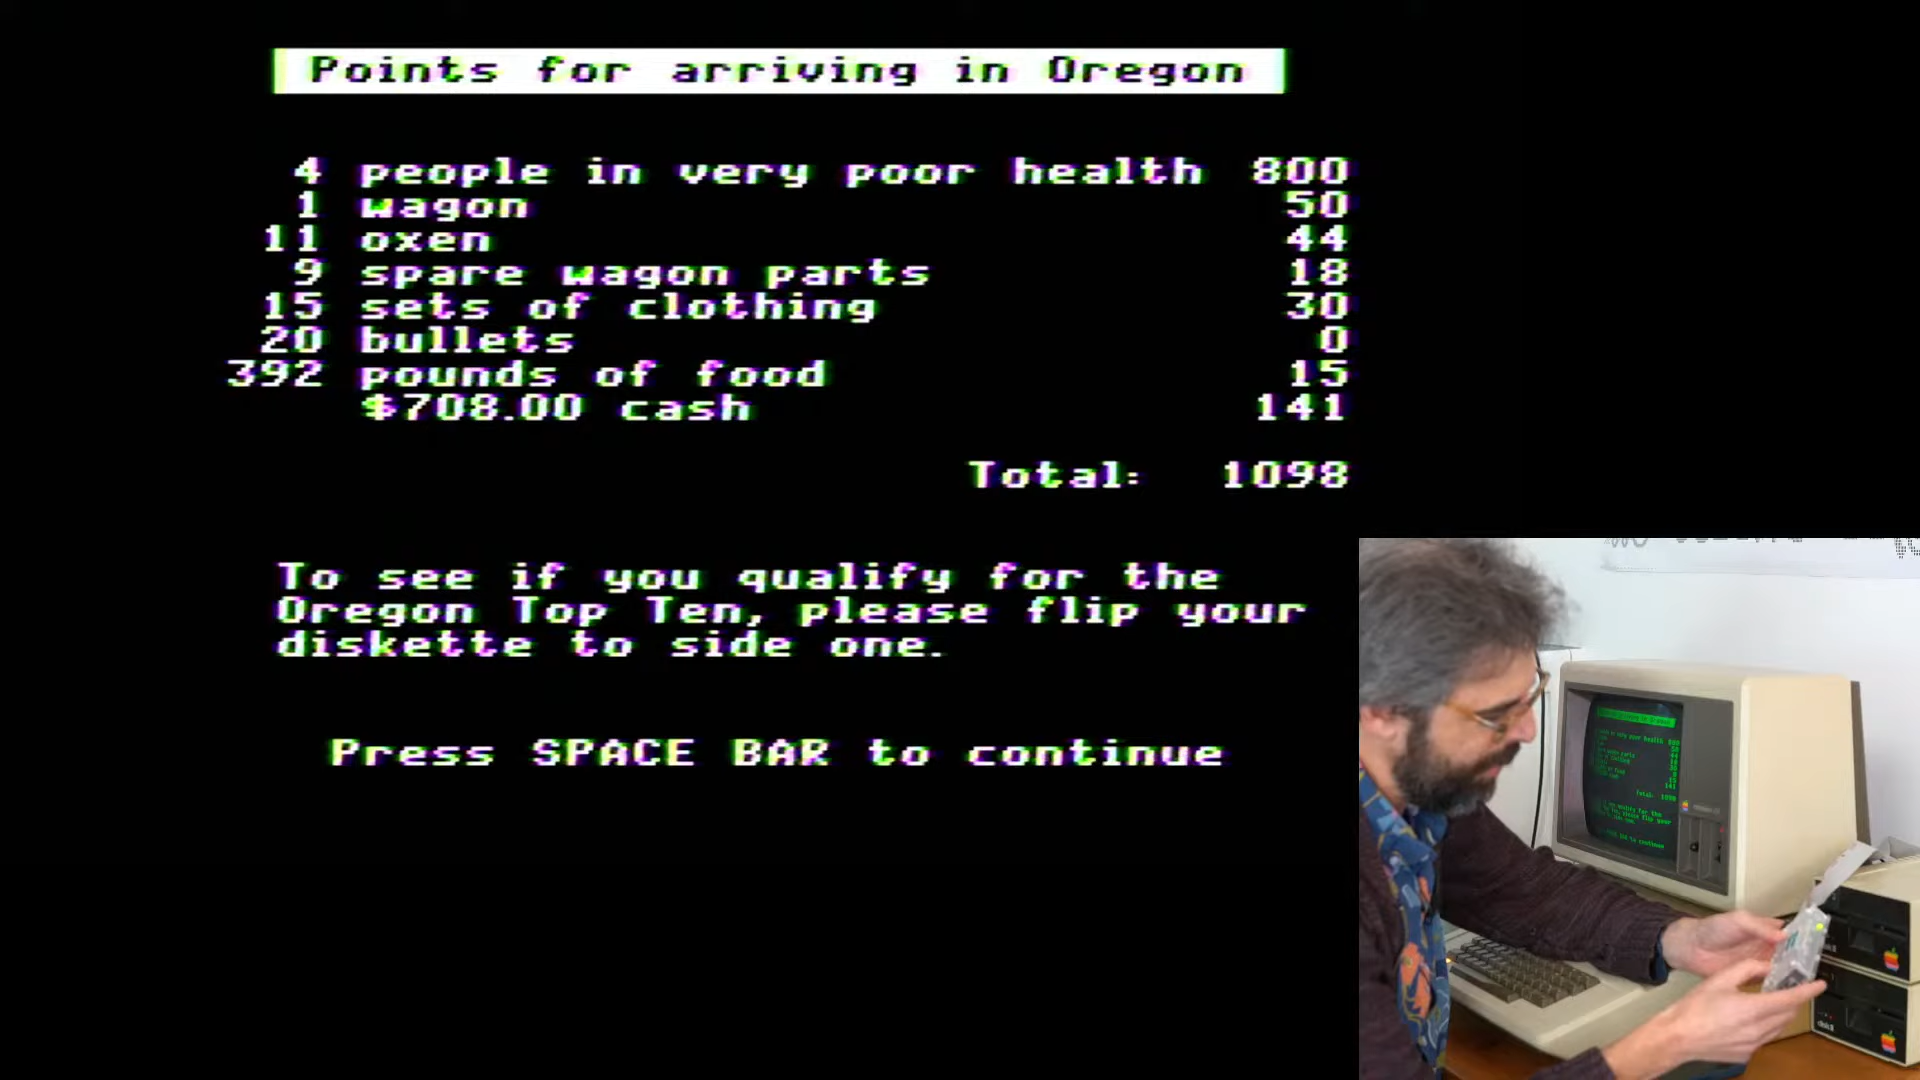 Points for arriving in Oregon
4 people in very poor health 800
1 wagon 50
11 oxen 44
9 spare wagon parts 18
15 sets of clothing 30
20 bullets 0
392 pounds of food 15
$708.00 cash 141
Total: 1098
To see if you qualify for the
Oregon Top Ten, please flip your
diskette to side one.
Press SPACE BAR to continue